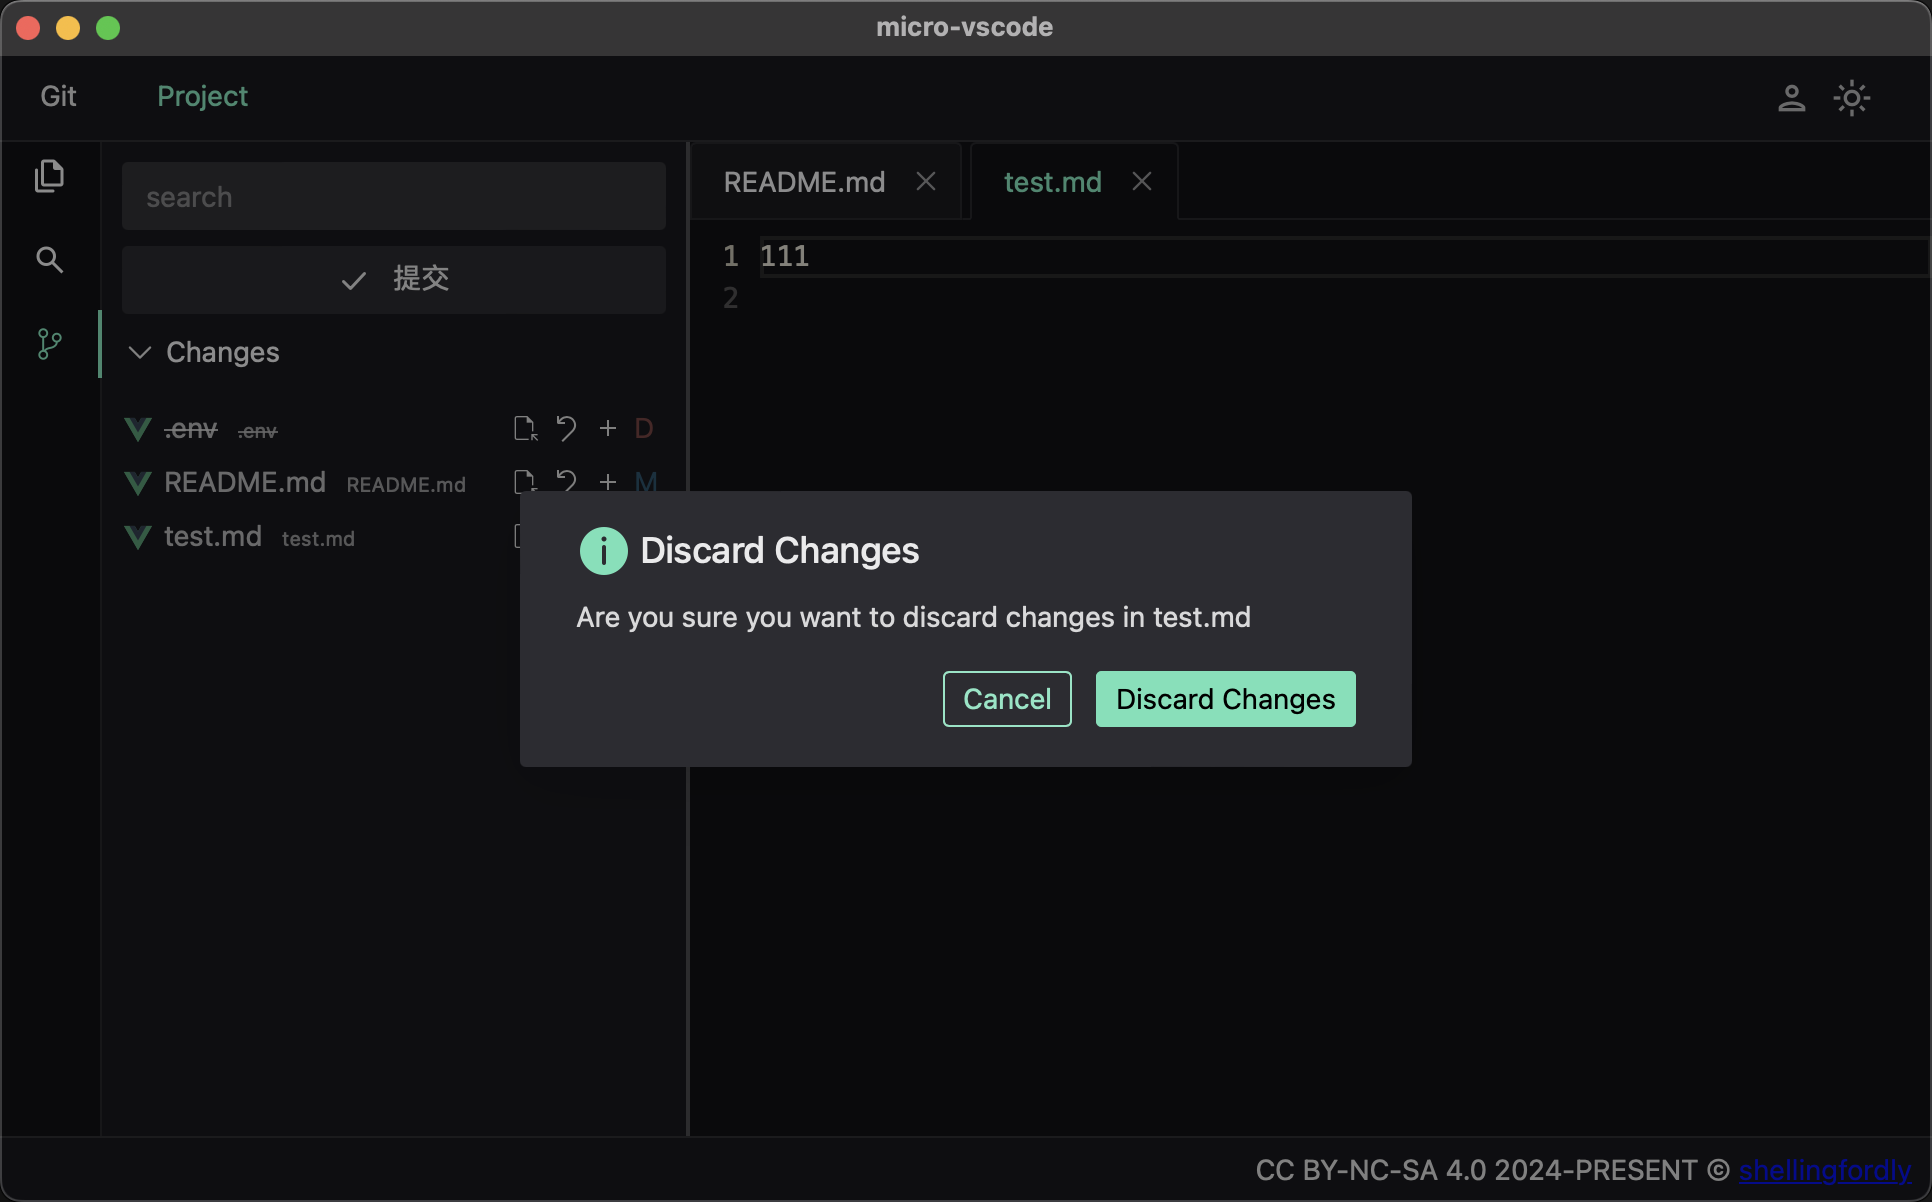 micro-vscode
Git Project
search
提交
Changes
.env .env D
README.md README.md M
test.md test.md
README.md test.md
1 111
2
Discard Changes
Are you sure you want to discard changes in test.md
Cancel Discard Changes
CC BY-NC-SA 4.0 2024-PRESENT © shellingfordly